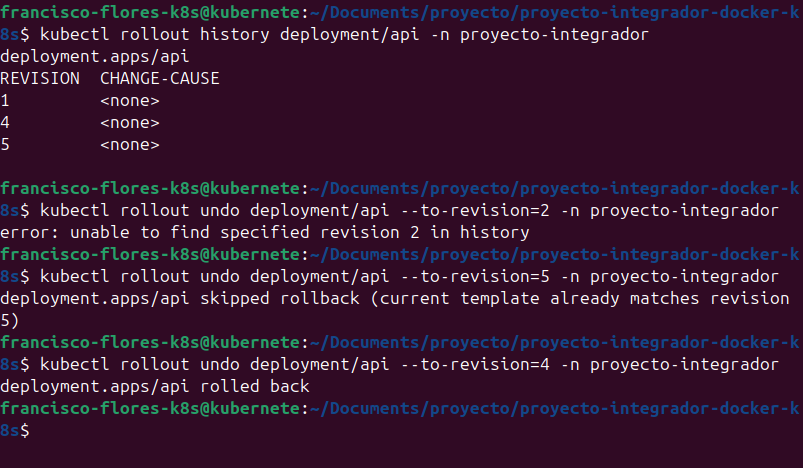 francisco-flores-k8s@kubernete:~/Documents/proyecto/proyecto-integrador-docker-k
8s$ kubectl rollout history deployment/api -n proyecto-integrador
deployment.apps/api
REVISION  CHANGE-CAUSE
1         <none>
4         <none>
5         <none>
francisco-flores-k8s@kubernete:~/Documents/proyecto/proyecto-integrador-docker-k
8s$ kubectl rollout undo deployment/api --to-revision=2 -n proyecto-integrador
error: unable to find specified revision 2 in history
francisco-flores-k8s@kubernete:~/Documents/proyecto/proyecto-integrador-docker-k
8s$ kubectl rollout undo deployment/api --to-revision=5 -n proyecto-integrador
deployment.apps/api skipped rollback (current template already matches revision
5)
francisco-flores-k8s@kubernete:~/Documents/proyecto/proyecto-integrador-docker-k
8s$ kubectl rollout undo deployment/api --to-revision=4 -n proyecto-integrador
deployment.apps/api rolled back
francisco-flores-k8s@kubernete:~/Documents/proyecto/proyecto-integrador-docker-k
8s$